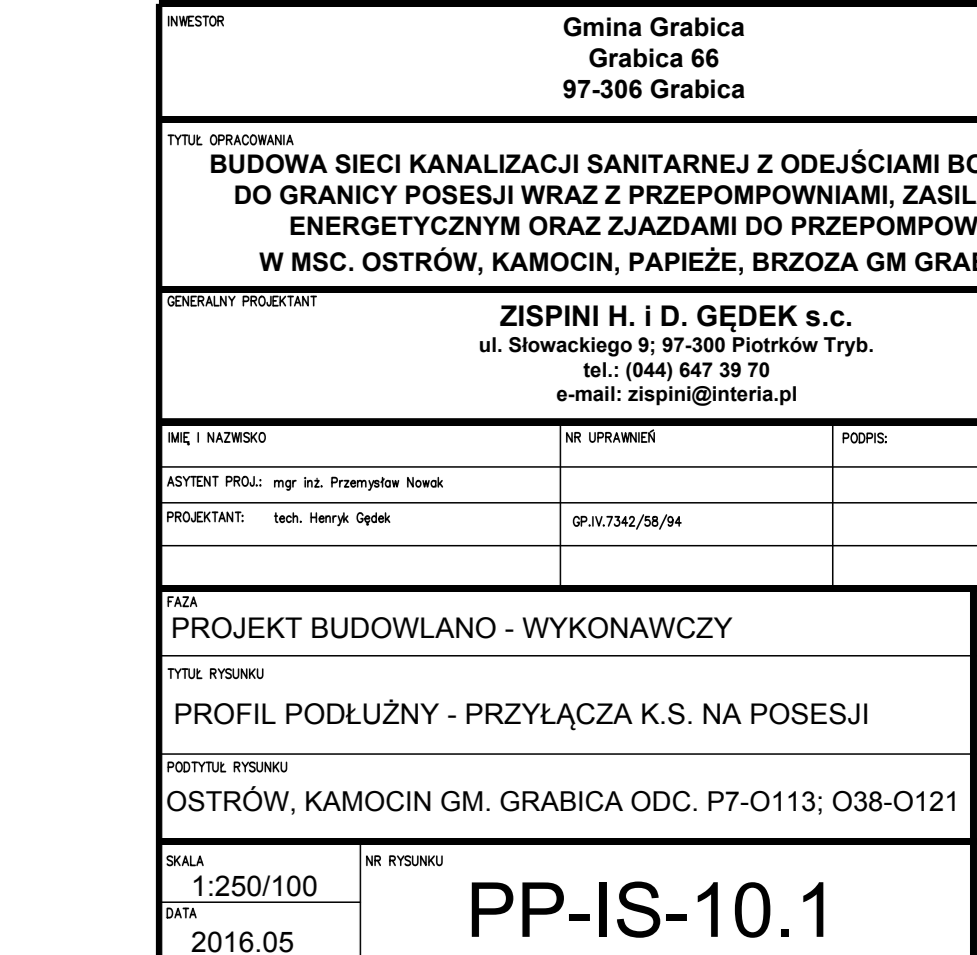 INWESTOR
Gmina Grabica
Grabica 66
97-306 Grabica
TYTUŁ OPRACOWANIA
BUDOWA SIECI KANALIZACJI SANITARNEJ Z ODEJŚCIAMI
DO GRANICY POSESJI WRAZ Z PRZEPOMPOWNIAMI,
ENERGETYCZNYM ORAZ ZJAZDAMI DO
W MSC. OSTRÓW, KAMOCIN, PAPIEŻE, BRZOZA GM
GENERALNY PROJEKTANT
ZISPINI H. i D. GĘDEK s.c.
ul. Słowackiego 9; 97-300 Piotrków Tryb.
tel.: (044) 647 39 70
e-mail: zispini@interia.pl
IMIĘ I NAZWISKO NR UPRAWNIEŃ PODPIS:
ASYTENT PROJ.: mgr inż. Przemysław Nowak
PROJEKTANT: tech. Henryk Gędek GP.IV.7342/58/94
FAZA
PROJEKT BUDOWLANO - WYKONAWCZY
TYTUŁ RYSUNKU
PROFIL PODŁUŻNY - PRZYŁĄCZA K.S. NA POSESJI
PODTYTUŁ RYSUNKU
OSTRÓW, KAMOCIN GM. GRABICA ODC. P7-O113; O38-O121
SKALA
1:250/100
NR RYSUNKU
PP-IS-10.1
DATA
2016.05